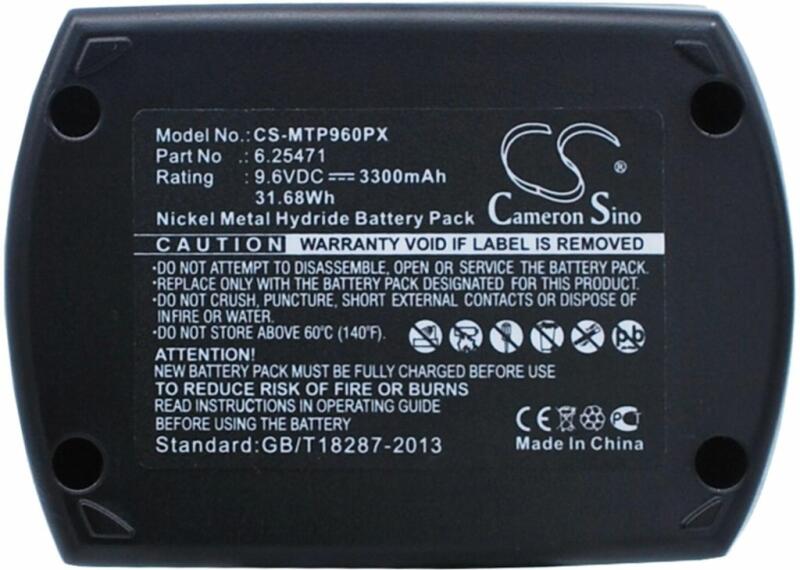 Model No.: CS-MTP960PX
Part No : 6.25471
Rating : 9.6VDC ⎓ 3300mAh
31.68Wh
Nickel Metal Hydride Battery Pack
CS ®
Cameron Sino
CAUTION WARRANTY VOID IF LABEL IS REMOVED
·DO NOT ATTEMPT TO DISASSEMBLE, OPEN OR SERVICE THE BATTERY PACK.
·REPLACE ONLY WITH THE BATTERY PACK DESIGNATED FOR THIS PRODUCT.
·DO NOT CRUSH, PUNCTURE, SHORT EXTERNAL CONTACTS OR DISPOSE OF
INFIRE OR WATER.
·DO NOT STORE ABOVE 60°C (140°F).
Pb
ATTENTION!
NEW BATTERY PACK MUST BE FULLY CHARGED BEFORE USE
TO REDUCE RISK OF FIRE OR BURNS
READ INSTRUCTIONS IN OPERATING GUIDE
BEFORE USING THE BATTERY PACK
Standard:GB/T18287-2013
CE PCT
Made In China